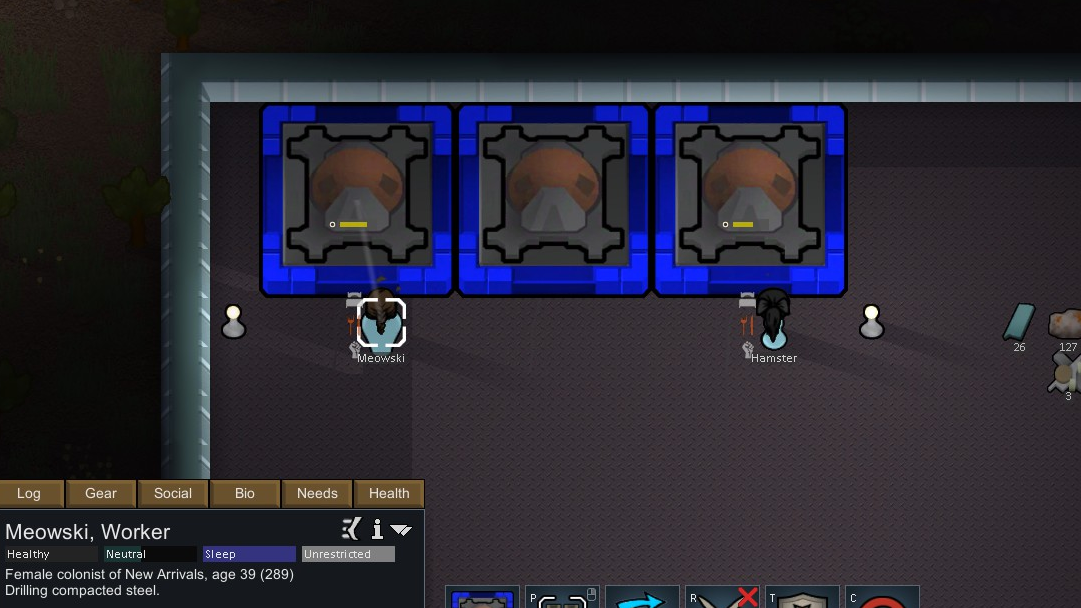 Meowski
Hamster
26
127
3
Log
Gear
Social
Bio
Needs
Health
Meowski, Worker
Healthy
Neutral
Sleep
Unrestricted
Female colonist of New Arrivals, age 39 (289)
Drilling compacted steel.
P
R
T
C